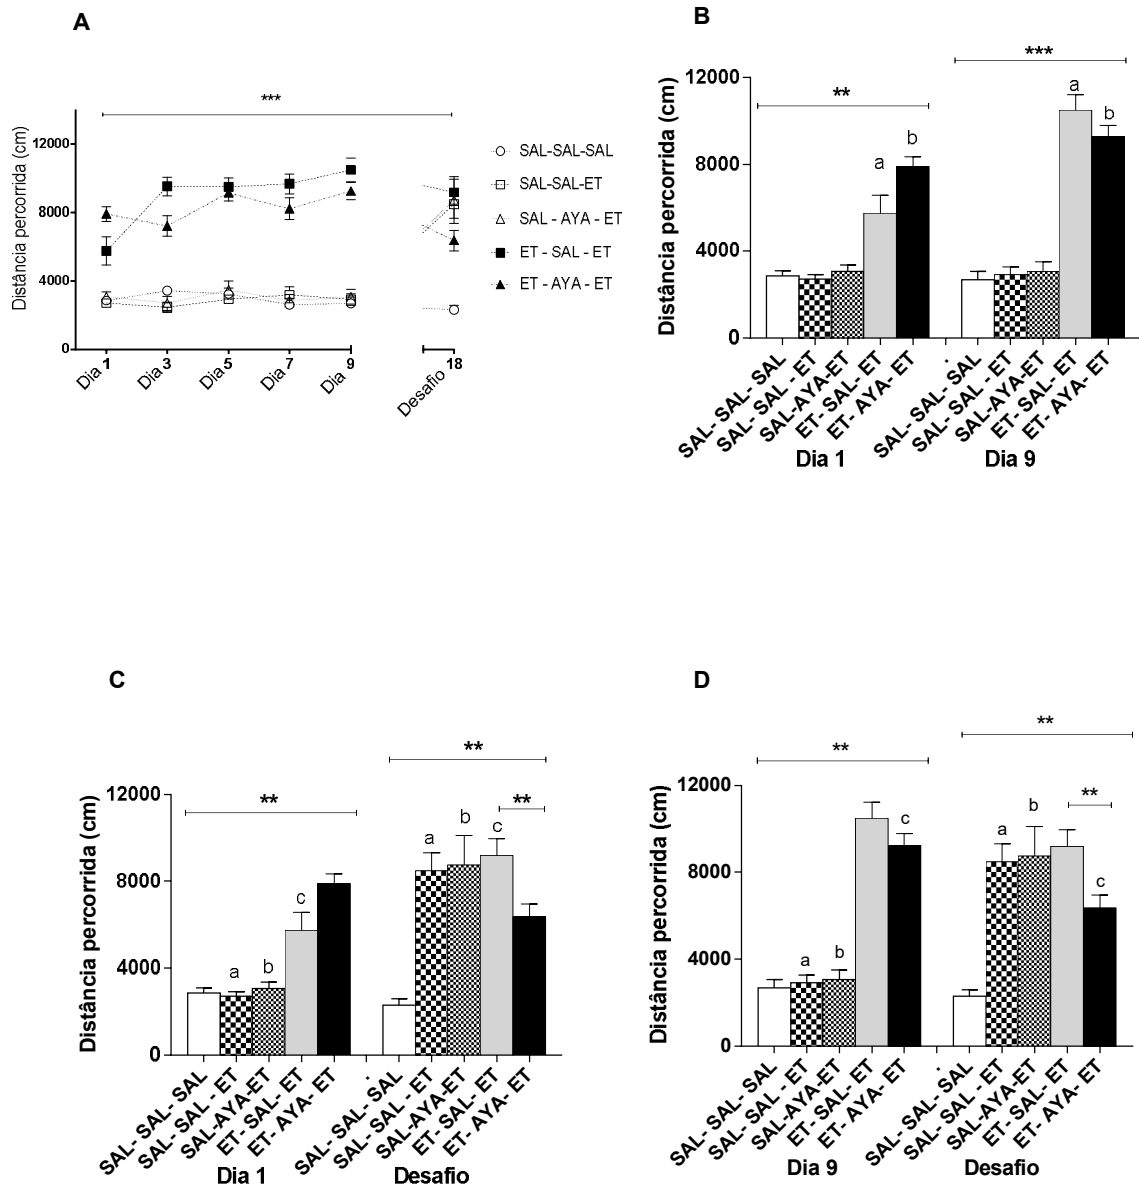 A
Distância percorrida (cm)
12000
8000
4000
0
***
Dia 1
Dia 3
Dia 5
Dia 7
Dia 9
Desafio 18
SAL-SAL-SAL
SAL-SAL-ET
SAL - AYA - ET
ET - SAL - ET
ET - AYA - ET
B
Distância percorrida (cm)
12000
8000
4000
0
**
***
a
b
a
b
SAL- SAL- SAL
SAL- SAL - ET
SAL-AYA-ET
ET- SAL- ET
ET- AYA- ET
.
SAL- SAL- SAL
SAL- SAL - ET
SAL-AYA-ET
ET- SAL- ET
ET- AYA- ET
Dia 1
Dia 9
C
Distância percorrida (cm)
12000
8000
4000
0
**
**
**
a
b
c
a
b
c
SAL- SAL- SAL
SAL- SAL - ET
SAL-AYA-ET
ET- SAL- ET
ET- AYA- ET
.
SAL- SAL- SAL
SAL- SAL - ET
SAL-AYA-ET
ET- SAL- ET
ET- AYA- ET
Dia 1
Desafio
D
Distância percorrida (cm)
12000
8000
4000
0
**
**
**
a
b
c
a
b
c
SAL- SAL- SAL
SAL- SAL - ET
SAL-AYA-ET
ET- SAL- ET
ET- AYA- ET
.
SAL- SAL- SAL
SAL- SAL - ET
SAL-AYA-ET
ET- SAL- ET
ET- AYA- ET
Dia 9
Desafio